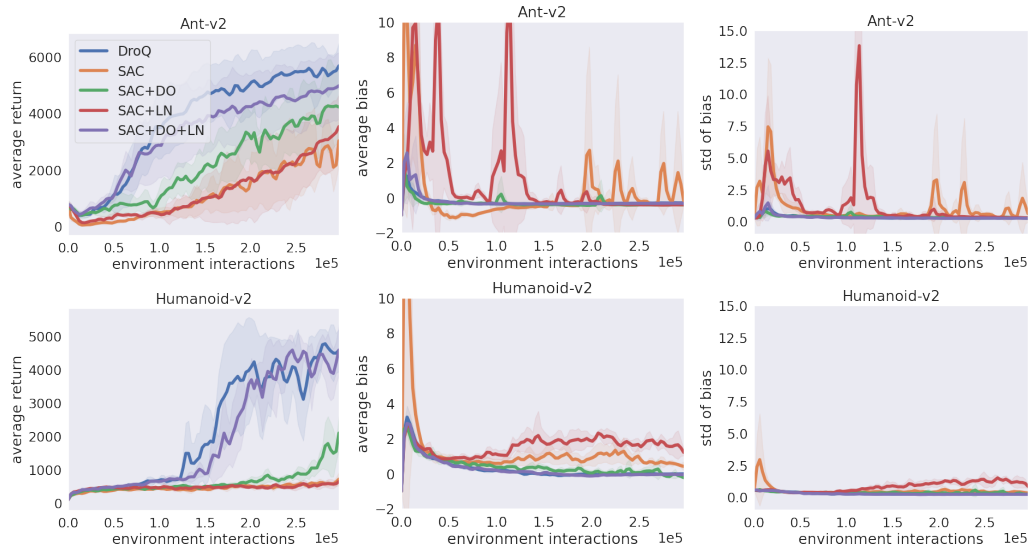 Ant-v2
average return
6000
4000
2000
0
DroQ
SAC
SAC+DO
SAC+LN
SAC+DO+LN
0.0 0.5 1.0 1.5 2.0 2.5
1e5
environment interactions
Ant-v2
average bias
10
8
6
4
2
0
−2
0.0 0.5 1.0 1.5 2.0 2.5
1e5
environment interactions
Ant-v2
std of bias
15.0
12.5
10.0
7.5
5.0
2.5
0.0
0.0 0.5 1.0 1.5 2.0 2.5
1e5
environment interactions
Humanoid-v2
average return
5000
4000
3000
2000
1000
0
0.0 0.5 1.0 1.5 2.0 2.5
1e5
environment interactions
Humanoid-v2
average bias
10
8
6
4
2
0
−2
0.0 0.5 1.0 1.5 2.0 2.5
1e5
environment interactions
Humanoid-v2
std of bias
15.0
12.5
10.0
7.5
5.0
2.5
0.0
0.0 0.5 1.0 1.5 2.0 2.5
1e5
environment interactions